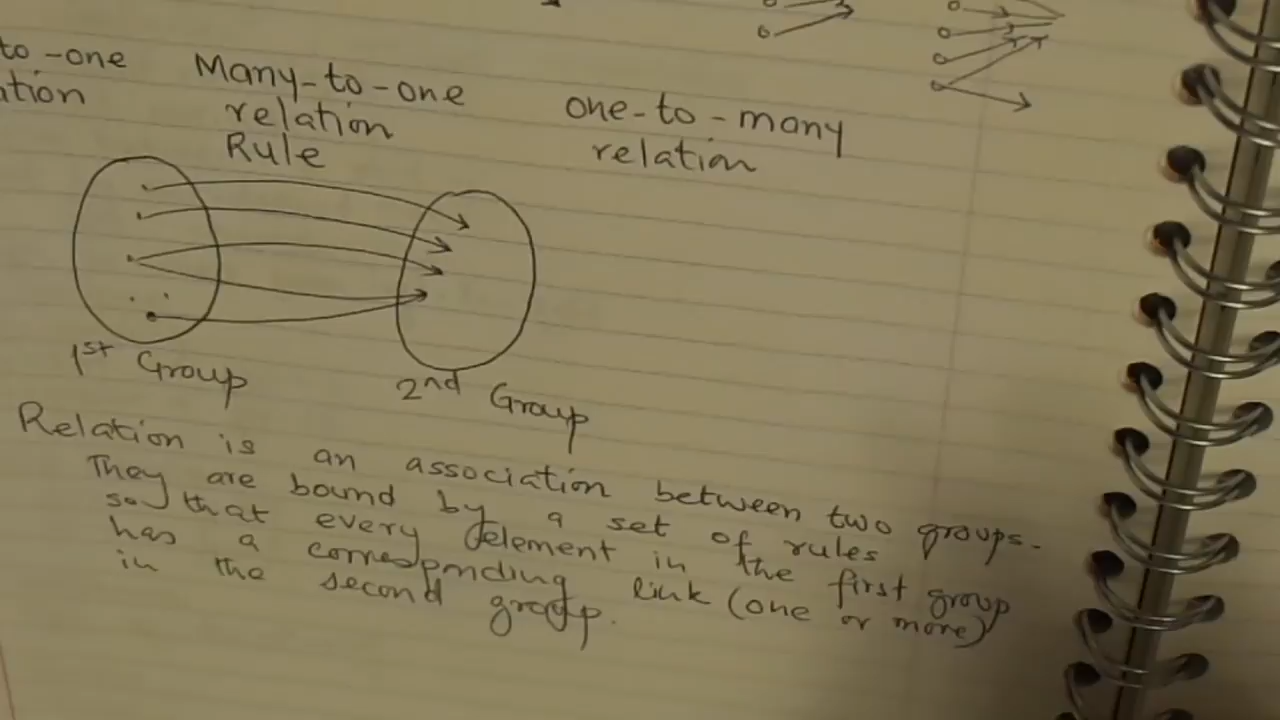 to-one
ation
Many-to-one
relation
Rule
one-to-many
relation
1st Group
2nd Group
Relation is an association between two groups.
They are bound by a set of rules
so that every element in the first group
has a corresponding link (one or more)
in the second group.